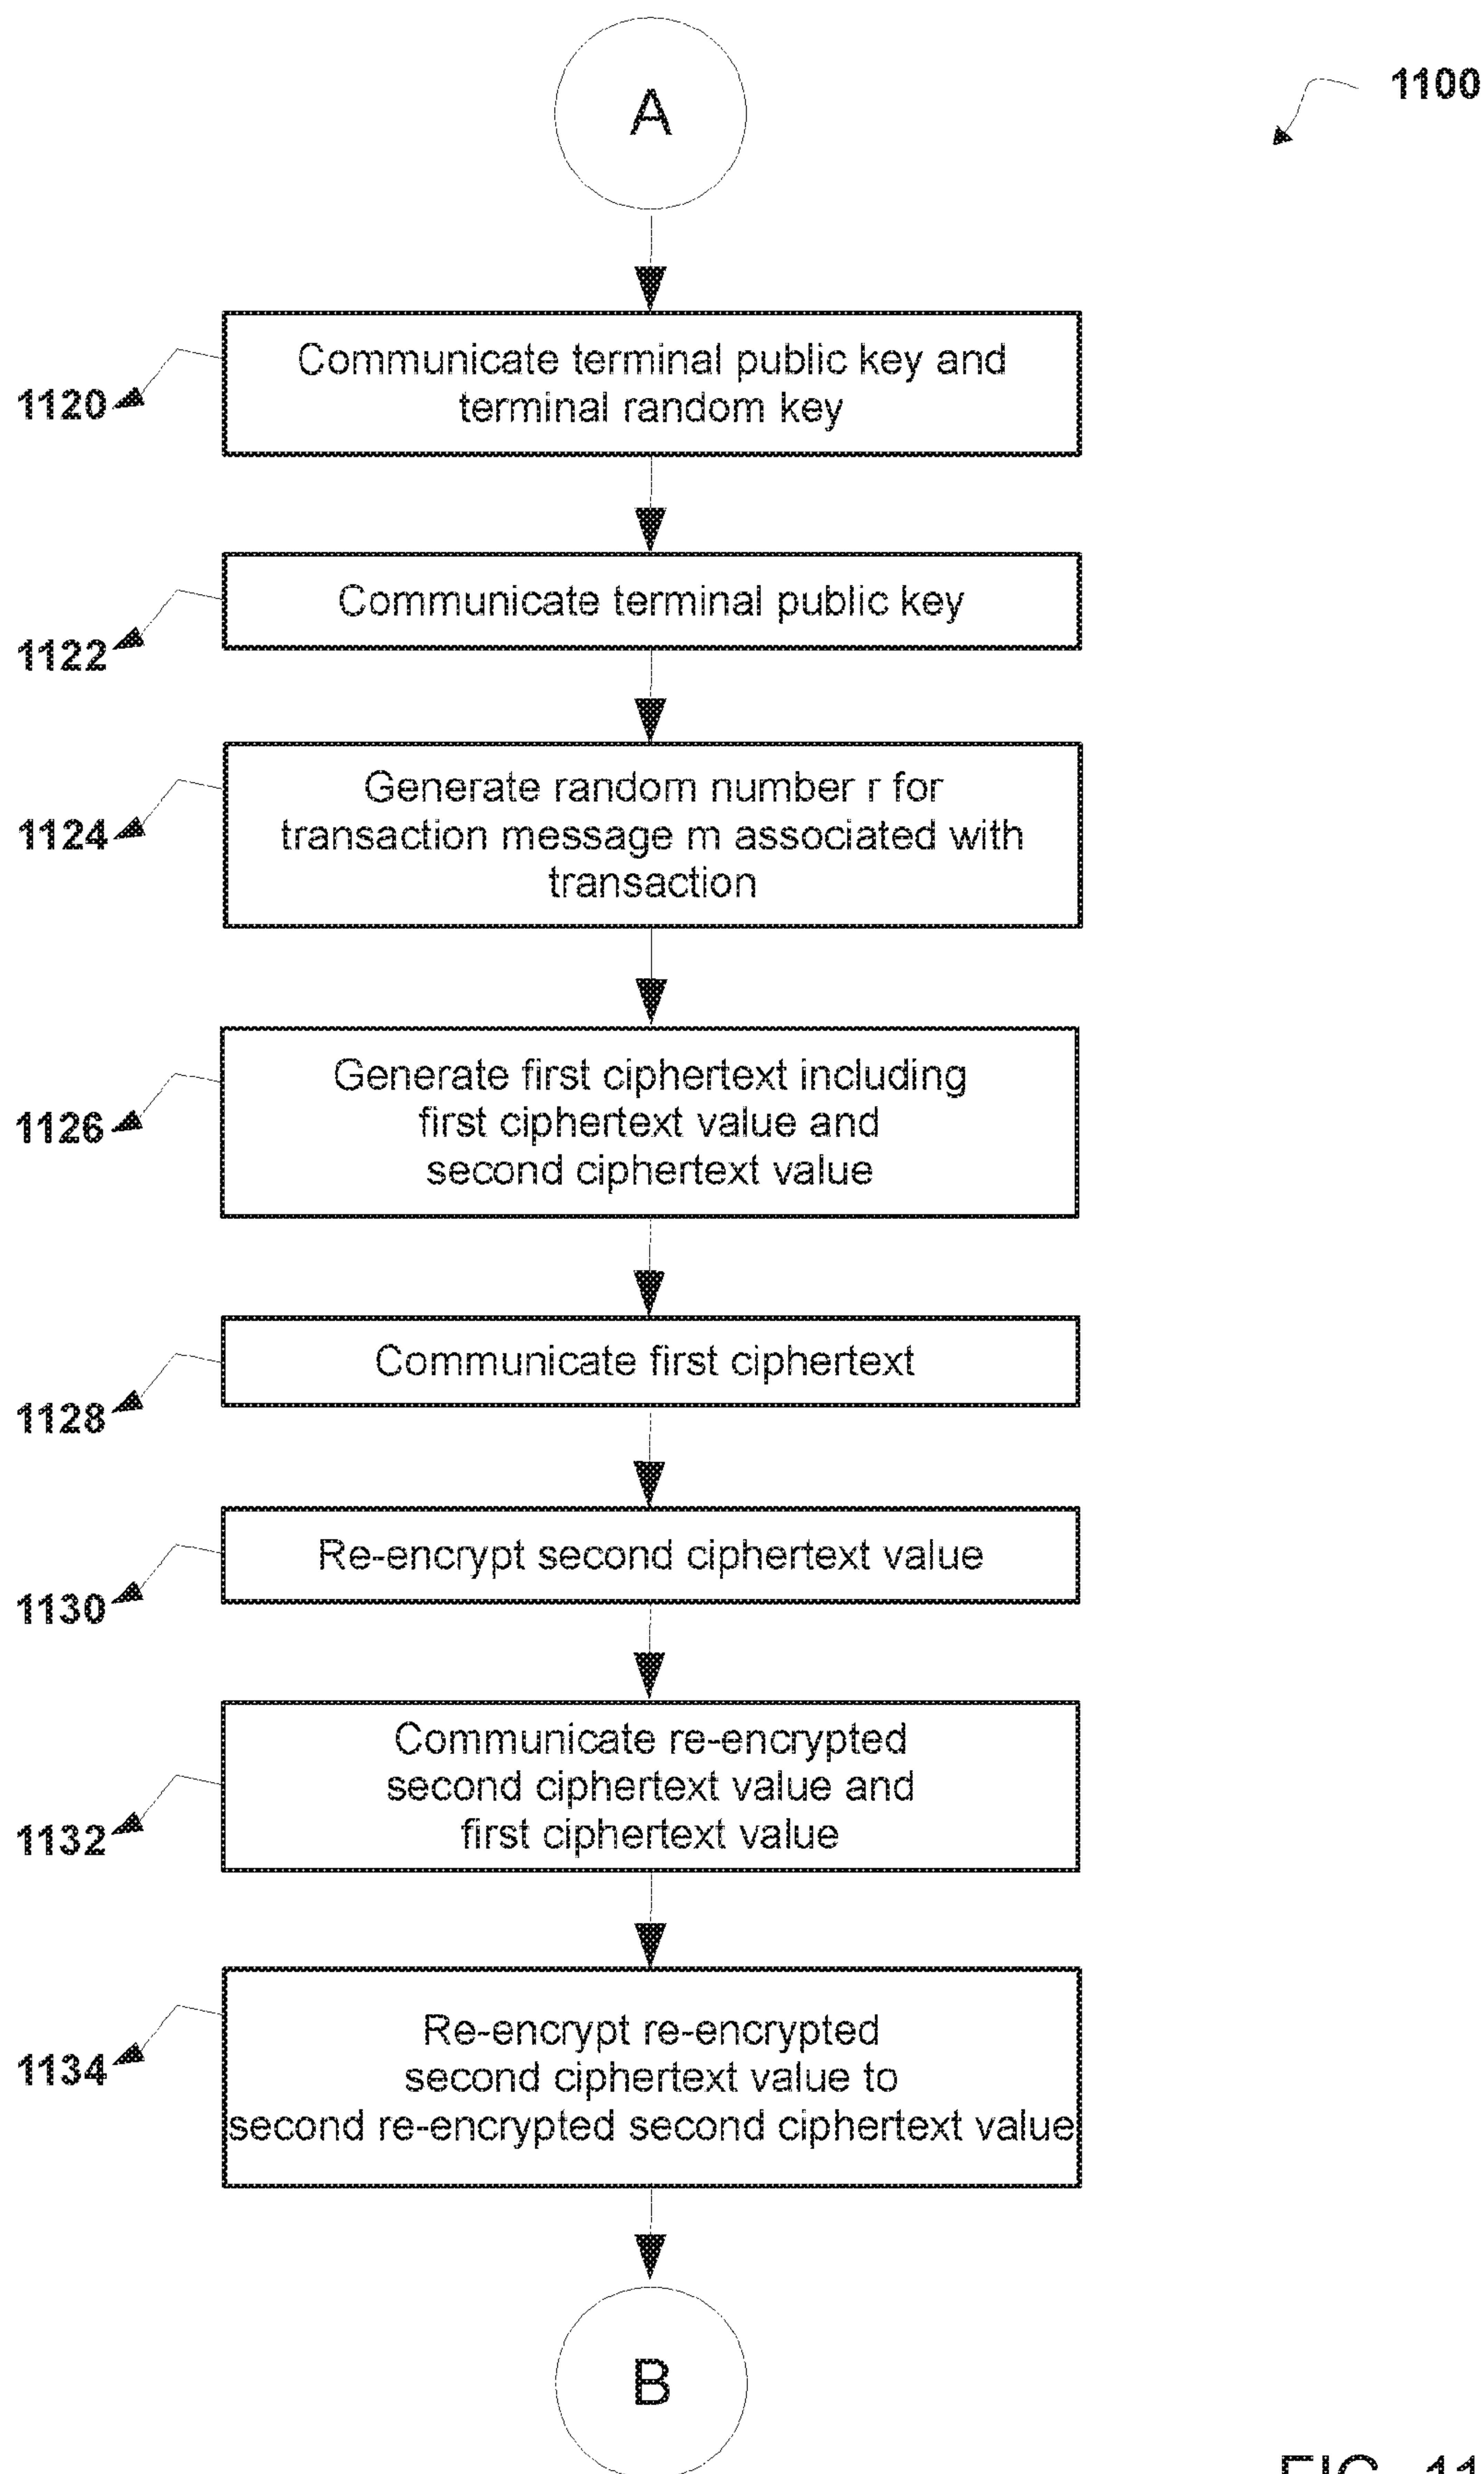 A
1100
Communicate terminal public key and
terminal random key
1120
Communicate terminal public key
1122
Generate random number r for
transaction message m associated with
transaction
1124
Generate first ciphertext including
first ciphertext value and
second ciphertext value
1126
Communicate first ciphertext
1128
Re-encrypt second ciphertext value
1130
Communicate re-encrypted
second ciphertext value and
first ciphertext value
1132
Re-encrypt re-encrypted
second ciphertext value to
second re-encrypted second ciphertext value
1134
B
FIG. 11